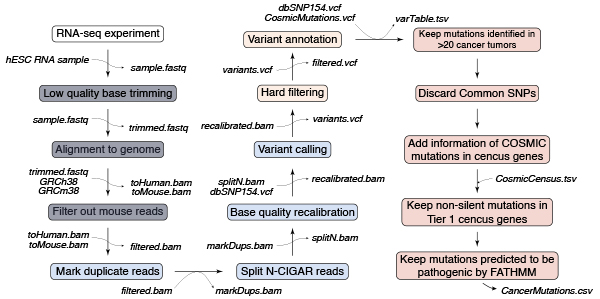 RNA-seq experiment
hESC RNA sample
sample.fastq
Low quality base trimming
sample.fastq
trimmed.fastq
Alignment to genome
trimmed.fastq
GRCh38
GRCm38
toHuman.bam
toMouse.bam
Filter out mouse reads
toHuman.bam
toMouse.bam
filtered.bam
Mark duplicate reads
filtered.bam
markDups.bam
Split N-CIGAR reads
markDups.bam
splitN.bam
Base quality recalibration
splitN.bam
dbSNP154.vcf
recalibrated.bam
Variant calling
recalibrated.bam
variants.vcf
Hard filtering
variants.vcf
filtered.vcf
Variant annotation
dbSNP154.vcf
CosmicMutations.vcf
varTable.tsv
Keep mutations identified in
>20 cancer tumors
Discard Common SNPs
Add information of COSMIC
mutations in cencus genes
CosmicCensus.tsv
Keep non-silent mutations in
Tier 1 cencus genes
Keep mutations predicted to be
pathogenic by FATHMM
CancerMutations.csv